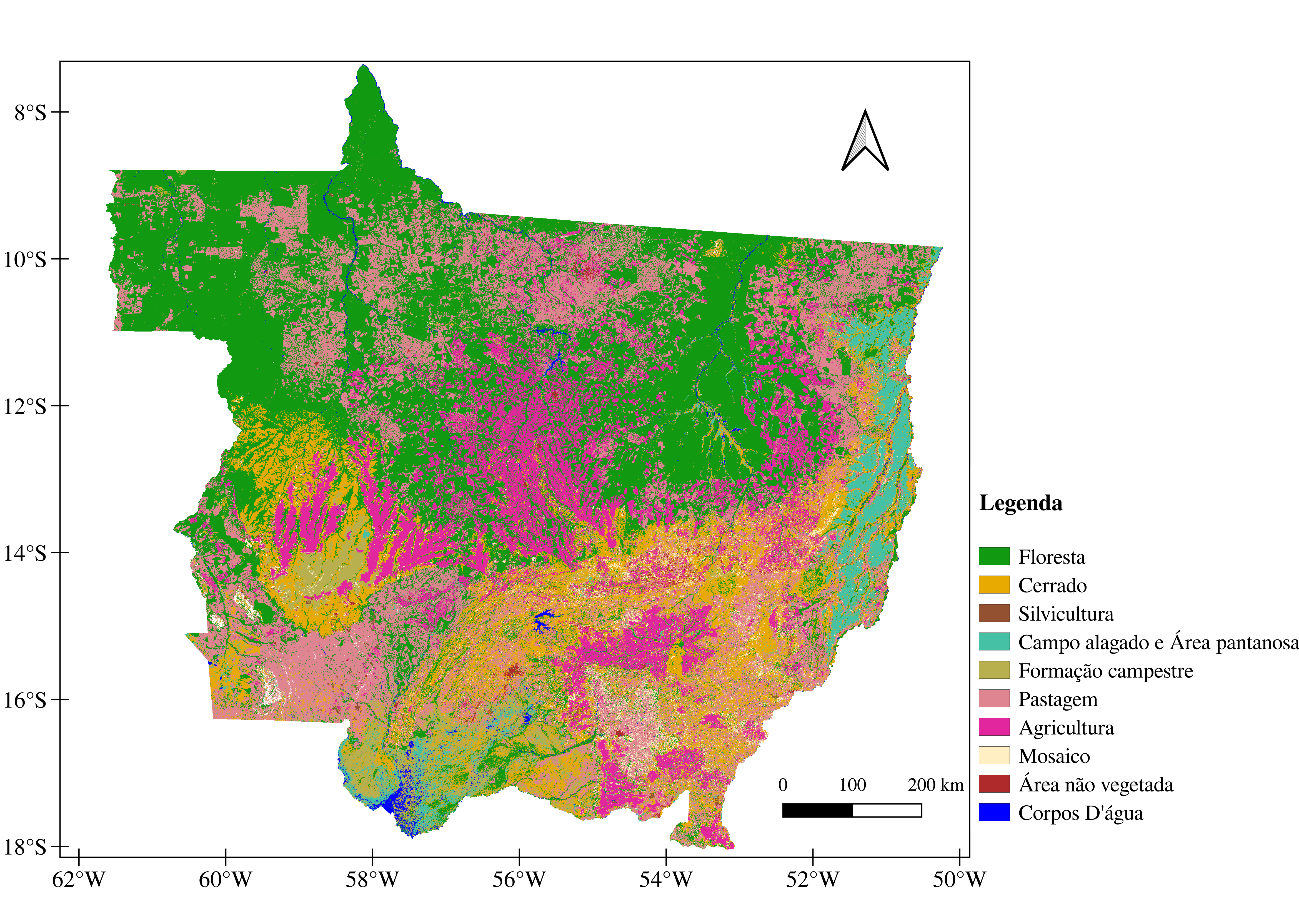 8°S
10°S
12°S
14°S
16°S
18°S
62°W
60°W
58°W
56°W
54°W
52°W
50°W
0
100
200 km
Legenda
Floresta
Cerrado
Silvicultura
Campo alagado e Área pantanosa
Formação campestre
Pastagem
Agricultura
Mosaico
Área não vegetada
Corpos D'água